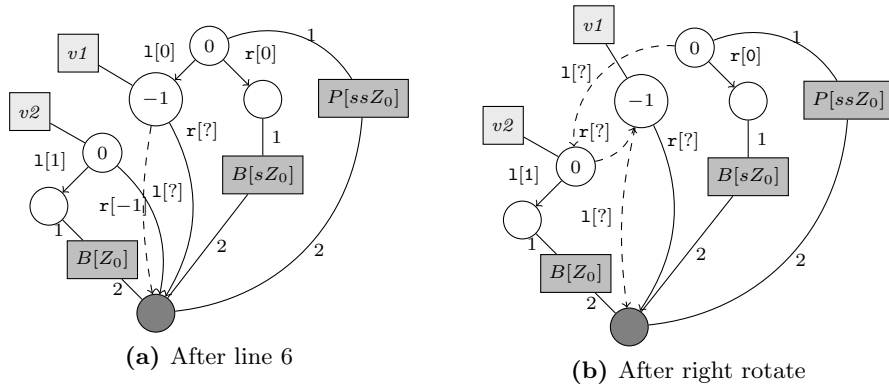 v1
l[0]
0
r[0]
1
−1
P[ssZ₀]
v2
r[?]
l[1]
0
1
B[sZ₀]
r[−1]
l[?]
1
B[Z₀]
2
2
2
(a) After line 6
v1
0
1
l[?]
r[0]
−1
P[ssZ₀]
v2
r[?]
r[?]
l[1]
0
1
B[sZ₀]
l[?]
1
B[Z₀]
2
2
2
(b) After right rotate